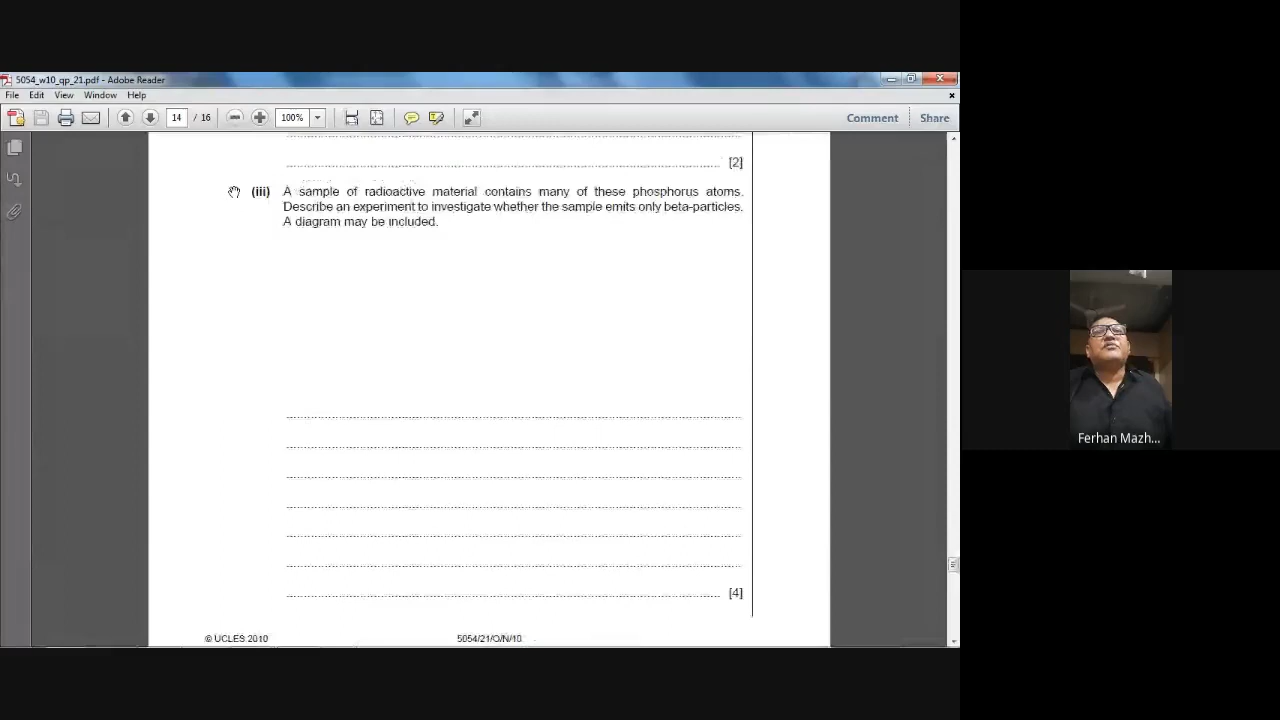 5054_w10_qp_21.pdf - Adobe Reader
File Edit View Window Help
14 / 16 100% Comment Share
[2]
(iii) A sample of radioactive material contains many of these phosphorus atoms.
Describe an experiment to investigate whether the sample emits only beta-particles.
A diagram may be included.
[4]
© UCLES 2010 5054/21/O/N/10
Ferhan Mazh...